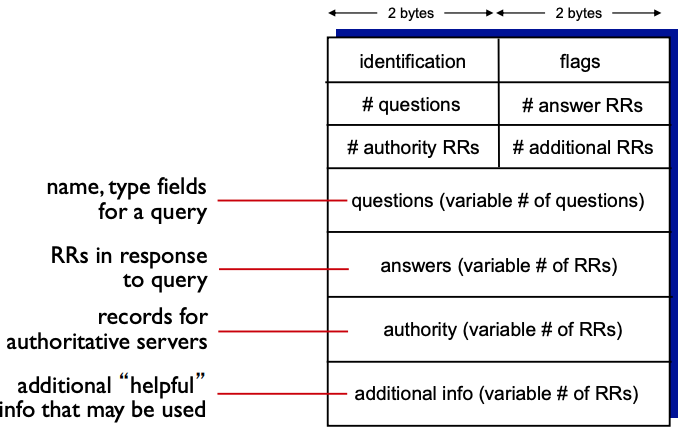 2 bytes 2 bytes
identification flags
# questions # answer RRs
# authority RRs # additional RRs
name, type fields
for a query
questions (variable # of questions)
RRs in response
to query
answers (variable # of RRs)
records for
authoritative servers
authority (variable # of RRs)
additional “helpful”
info that may be used
additional info (variable # of RRs)